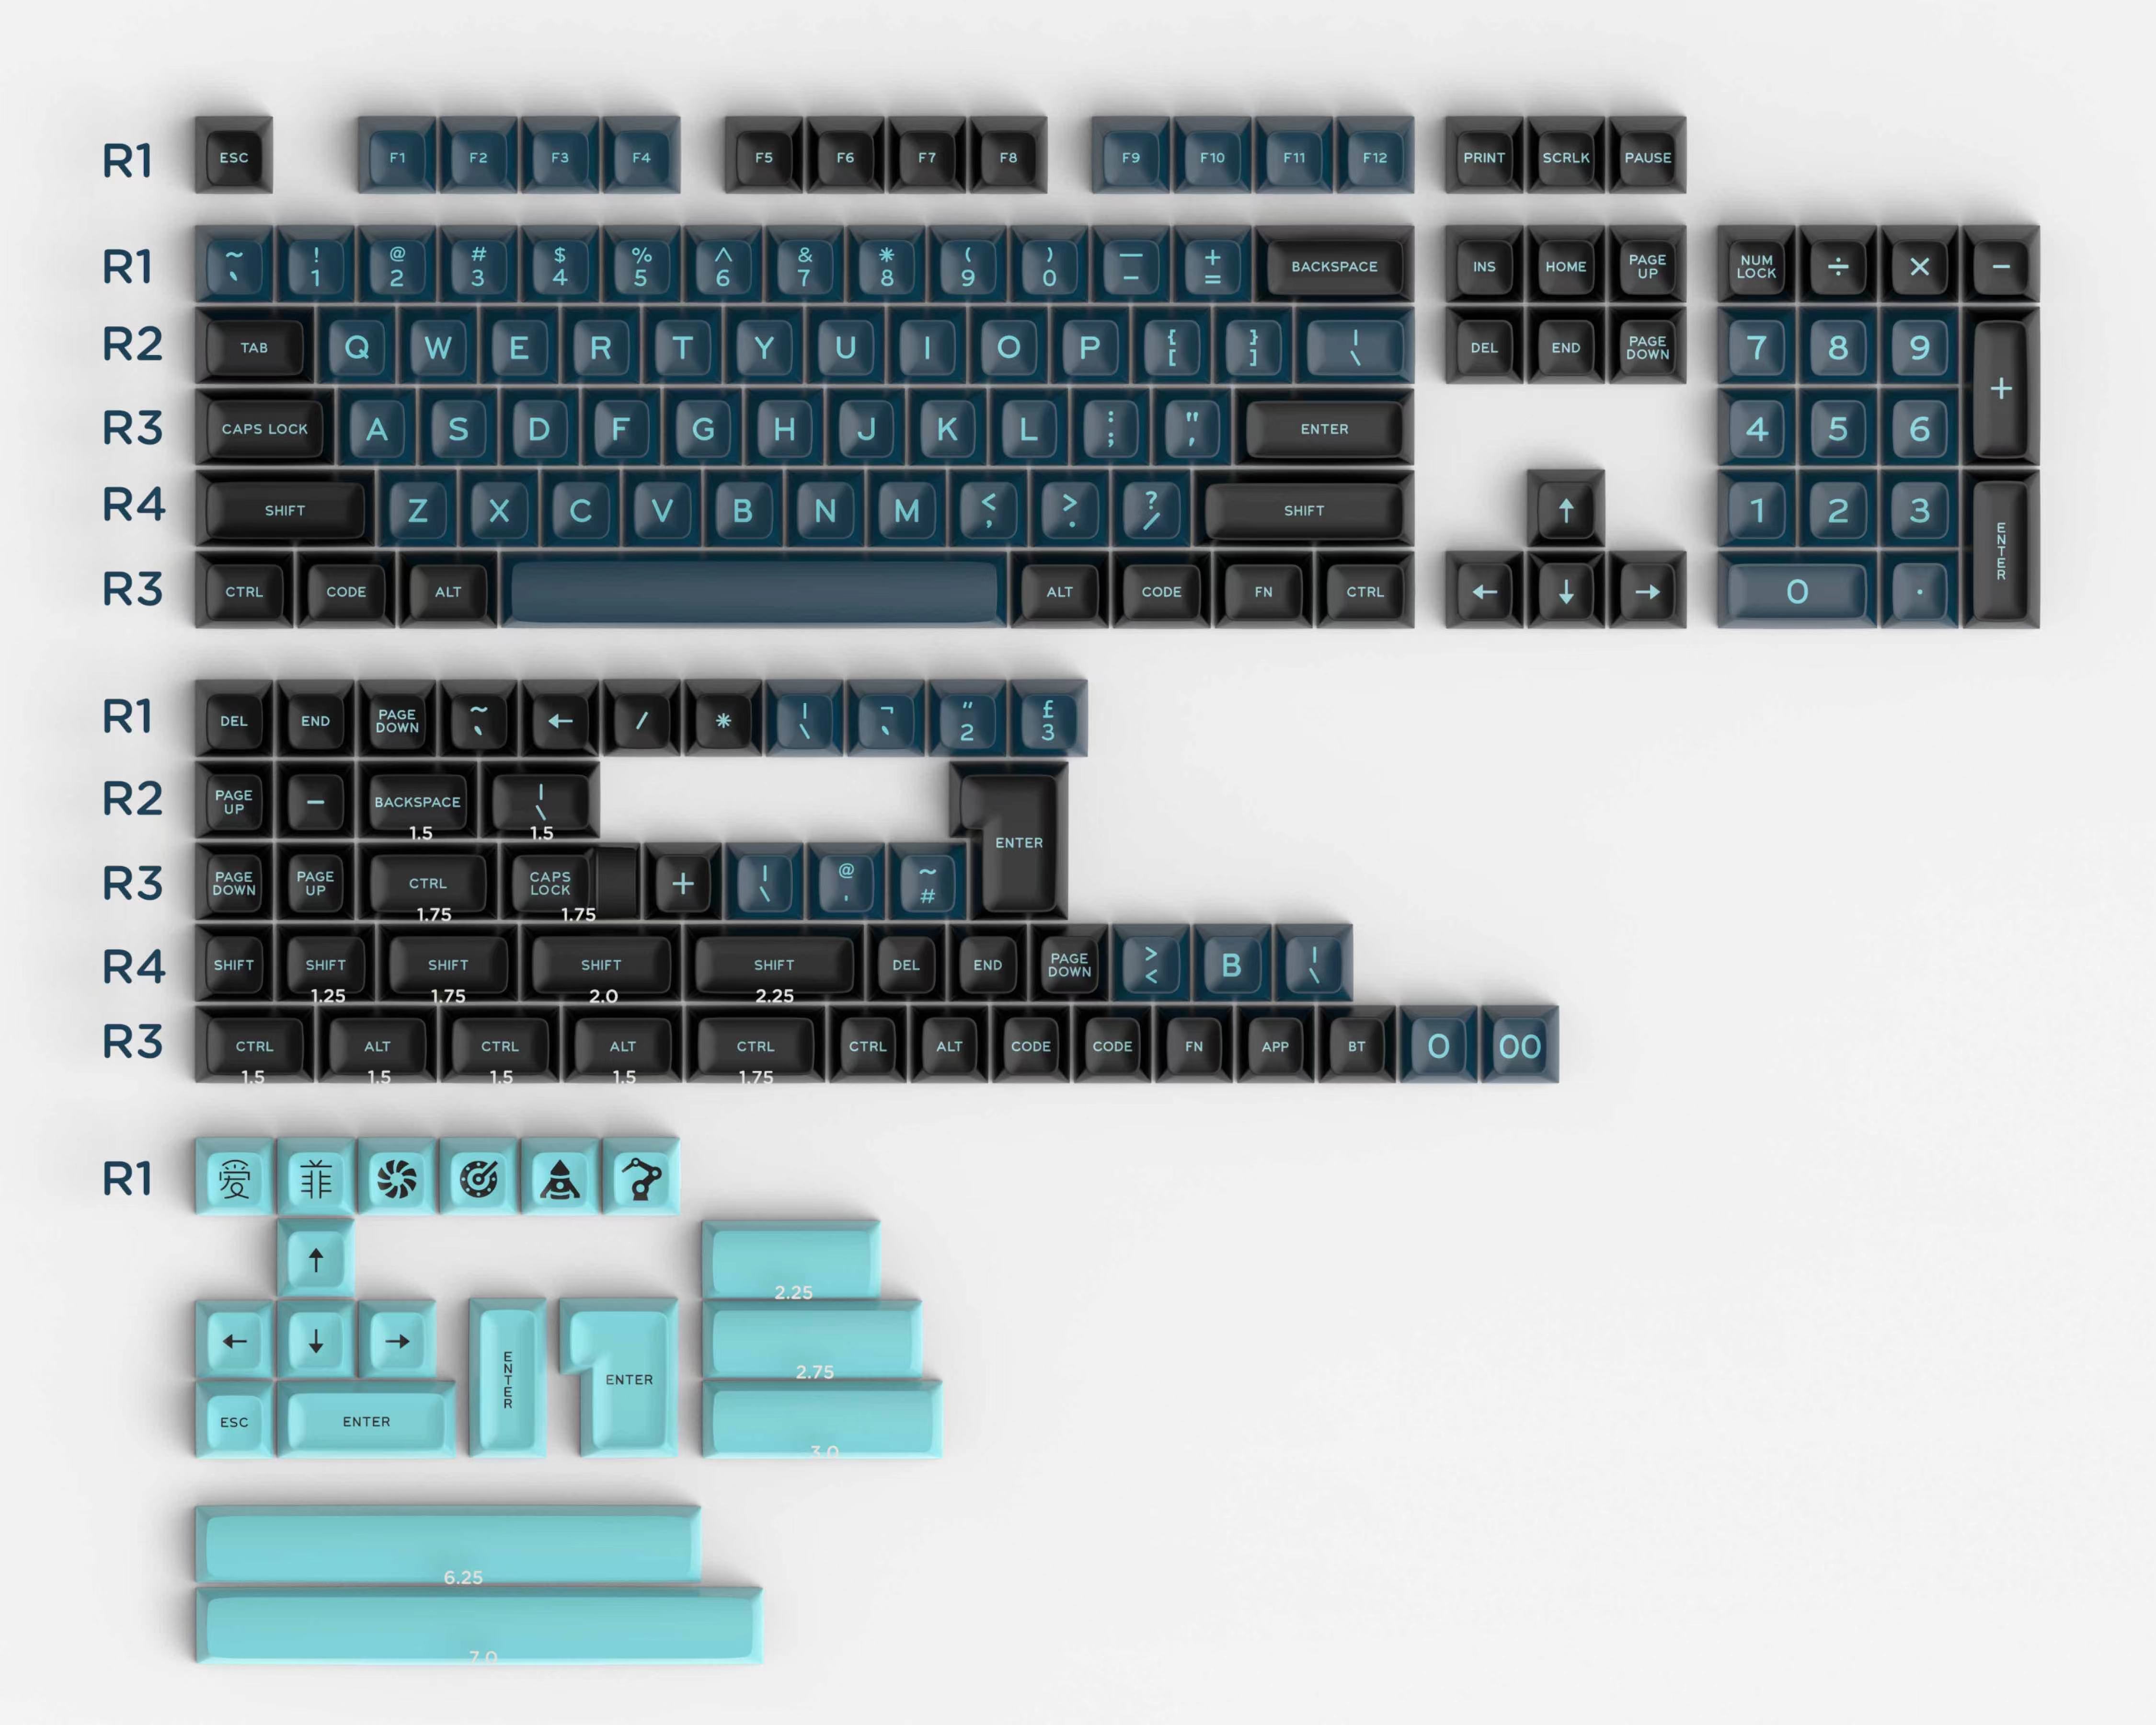 R1 ESC F1 F2 F3 F4 F5 F6 F7 F8 F9 F10 F11 F12 PRINT SCRLK PAUSE
R1 ~ ` ! 1 @ 2 # 3 $ 4 % 5 ^ 6 & 7 * 8 ( 9 ) 0 — - + = BACKSPACE INS HOME PAGE UP NUM LOCK ÷ × −
R2 TAB Q W E R T Y U I O P { [ } ] | \ DEL END PAGE DOWN 7 8 9 +
R3 CAPS LOCK A S D F G H J K L : ; " , ENTER 4 5 6
R4 SHIFT Z X C V B N M < , > . ? / SHIFT ↑ 1 2 3 ENTER
R3 CTRL CODE ALT ALT CODE FN CTRL ← ↓ → 0 .
R1 DEL END PAGE DOWN ~ ` ← / * | \ ¬ ` " 2 £ 3
R2 PAGE UP − BACKSPACE 1.5 | \ 1.5 ENTER
R3 PAGE DOWN PAGE UP CTRL 1.75 CAPS LOCK 1.75 + | \ @ ' ~ #
R4 SHIFT SHIFT 1.25 SHIFT 1.75 SHIFT 2.0 SHIFT 2.25 DEL END PAGE DOWN > < B | \
R3 CTRL 1.5 ALT 1.5 CTRL 1.5 ALT 1.5 CTRL 1.75 CTRL ALT CODE CODE FN APP BT 0 00
R1 爱 菲
↑ 2.25
← ↓ → ENTER ENTER 2.75
ESC ENTER 3.0
6.25
7.0